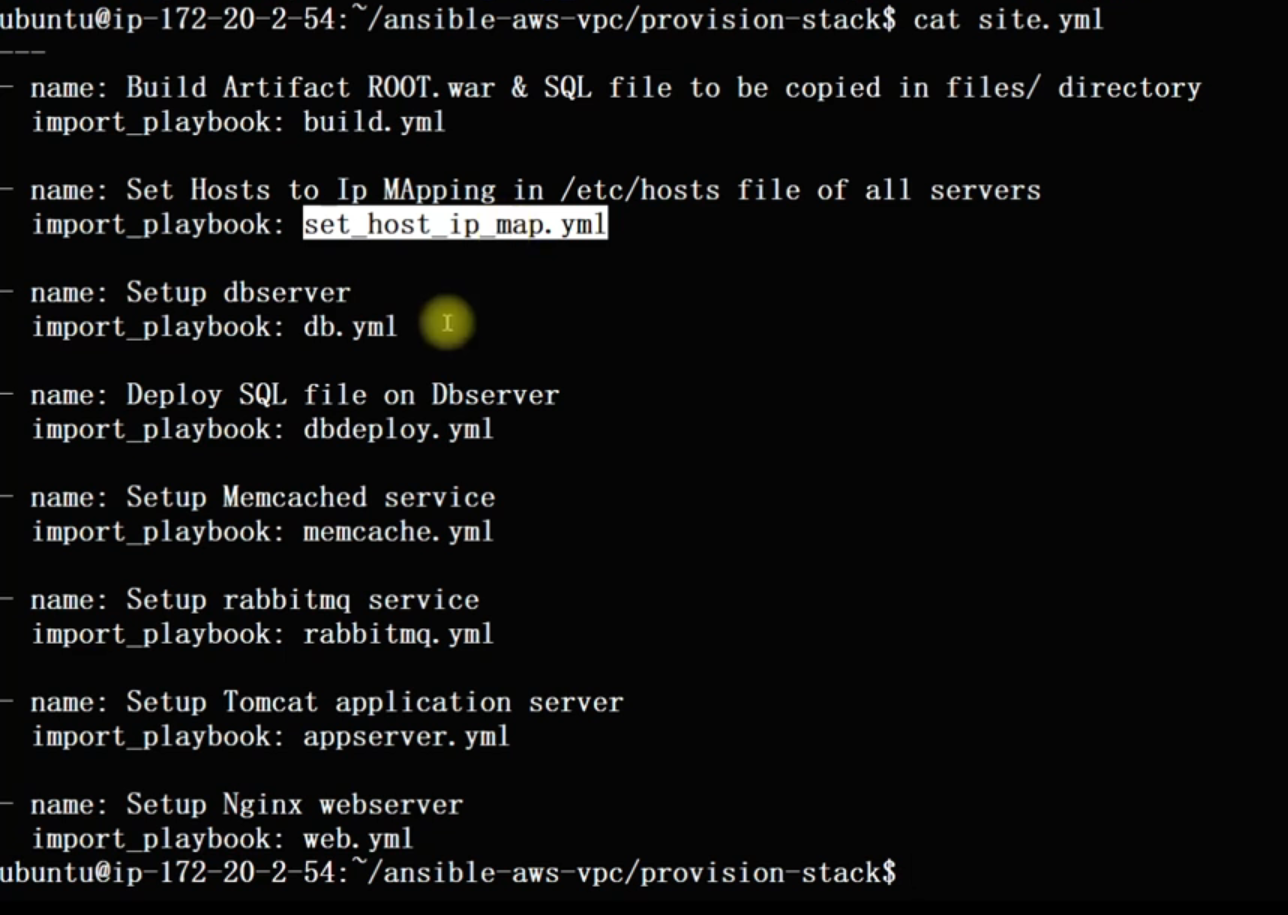 ubuntu@ip-172-20-2-54:~/ansible-aws-vpc/provision-stack$ cat site.yml
---
- name: Build Artifact ROOT.war & SQL file to be copied in files/ directory
  import_playbook: build.yml

- name: Set Hosts to Ip MApping in /etc/hosts file of all servers
  import_playbook: set_host_ip_map.yml

- name: Setup dbserver
  import_playbook: db.yml

- name: Deploy SQL file on Dbserver
  import_playbook: dbdeploy.yml

- name: Setup Memcached service
  import_playbook: memcache.yml

- name: Setup rabbitmq service
  import_playbook: rabbitmq.yml

- name: Setup Tomcat application server
  import_playbook: appserver.yml

- name: Setup Nginx webserver
  import_playbook: web.yml
ubuntu@ip-172-20-2-54:~/ansible-aws-vpc/provision-stack$